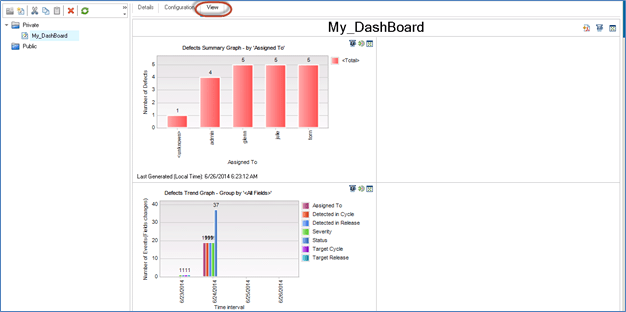 Details
Configuration
View
Private
My_DashBoard
Public
My_DashBoard
Defects Summary Graph - by 'Assigned To'
Number of Defects
5
4
3
2
1
0
1
4
5
5
5
<unknown>
admin
glass
julie
tom
Assigned To
<Total>
Last Generated (Local Time): 6/26/2014 6:23:12 AM
Defects Trend Graph - Group by '<All Fields>'
Number of Events(Fields changes)
40
30
20
10
0
1111
37
6/23/2014
6/24/2014
6/25/2014
6/26/2014
Time interval
Assigned To
Detected in Cycle
Detected in Release
Severity
Status
Target Cycle
Target Release